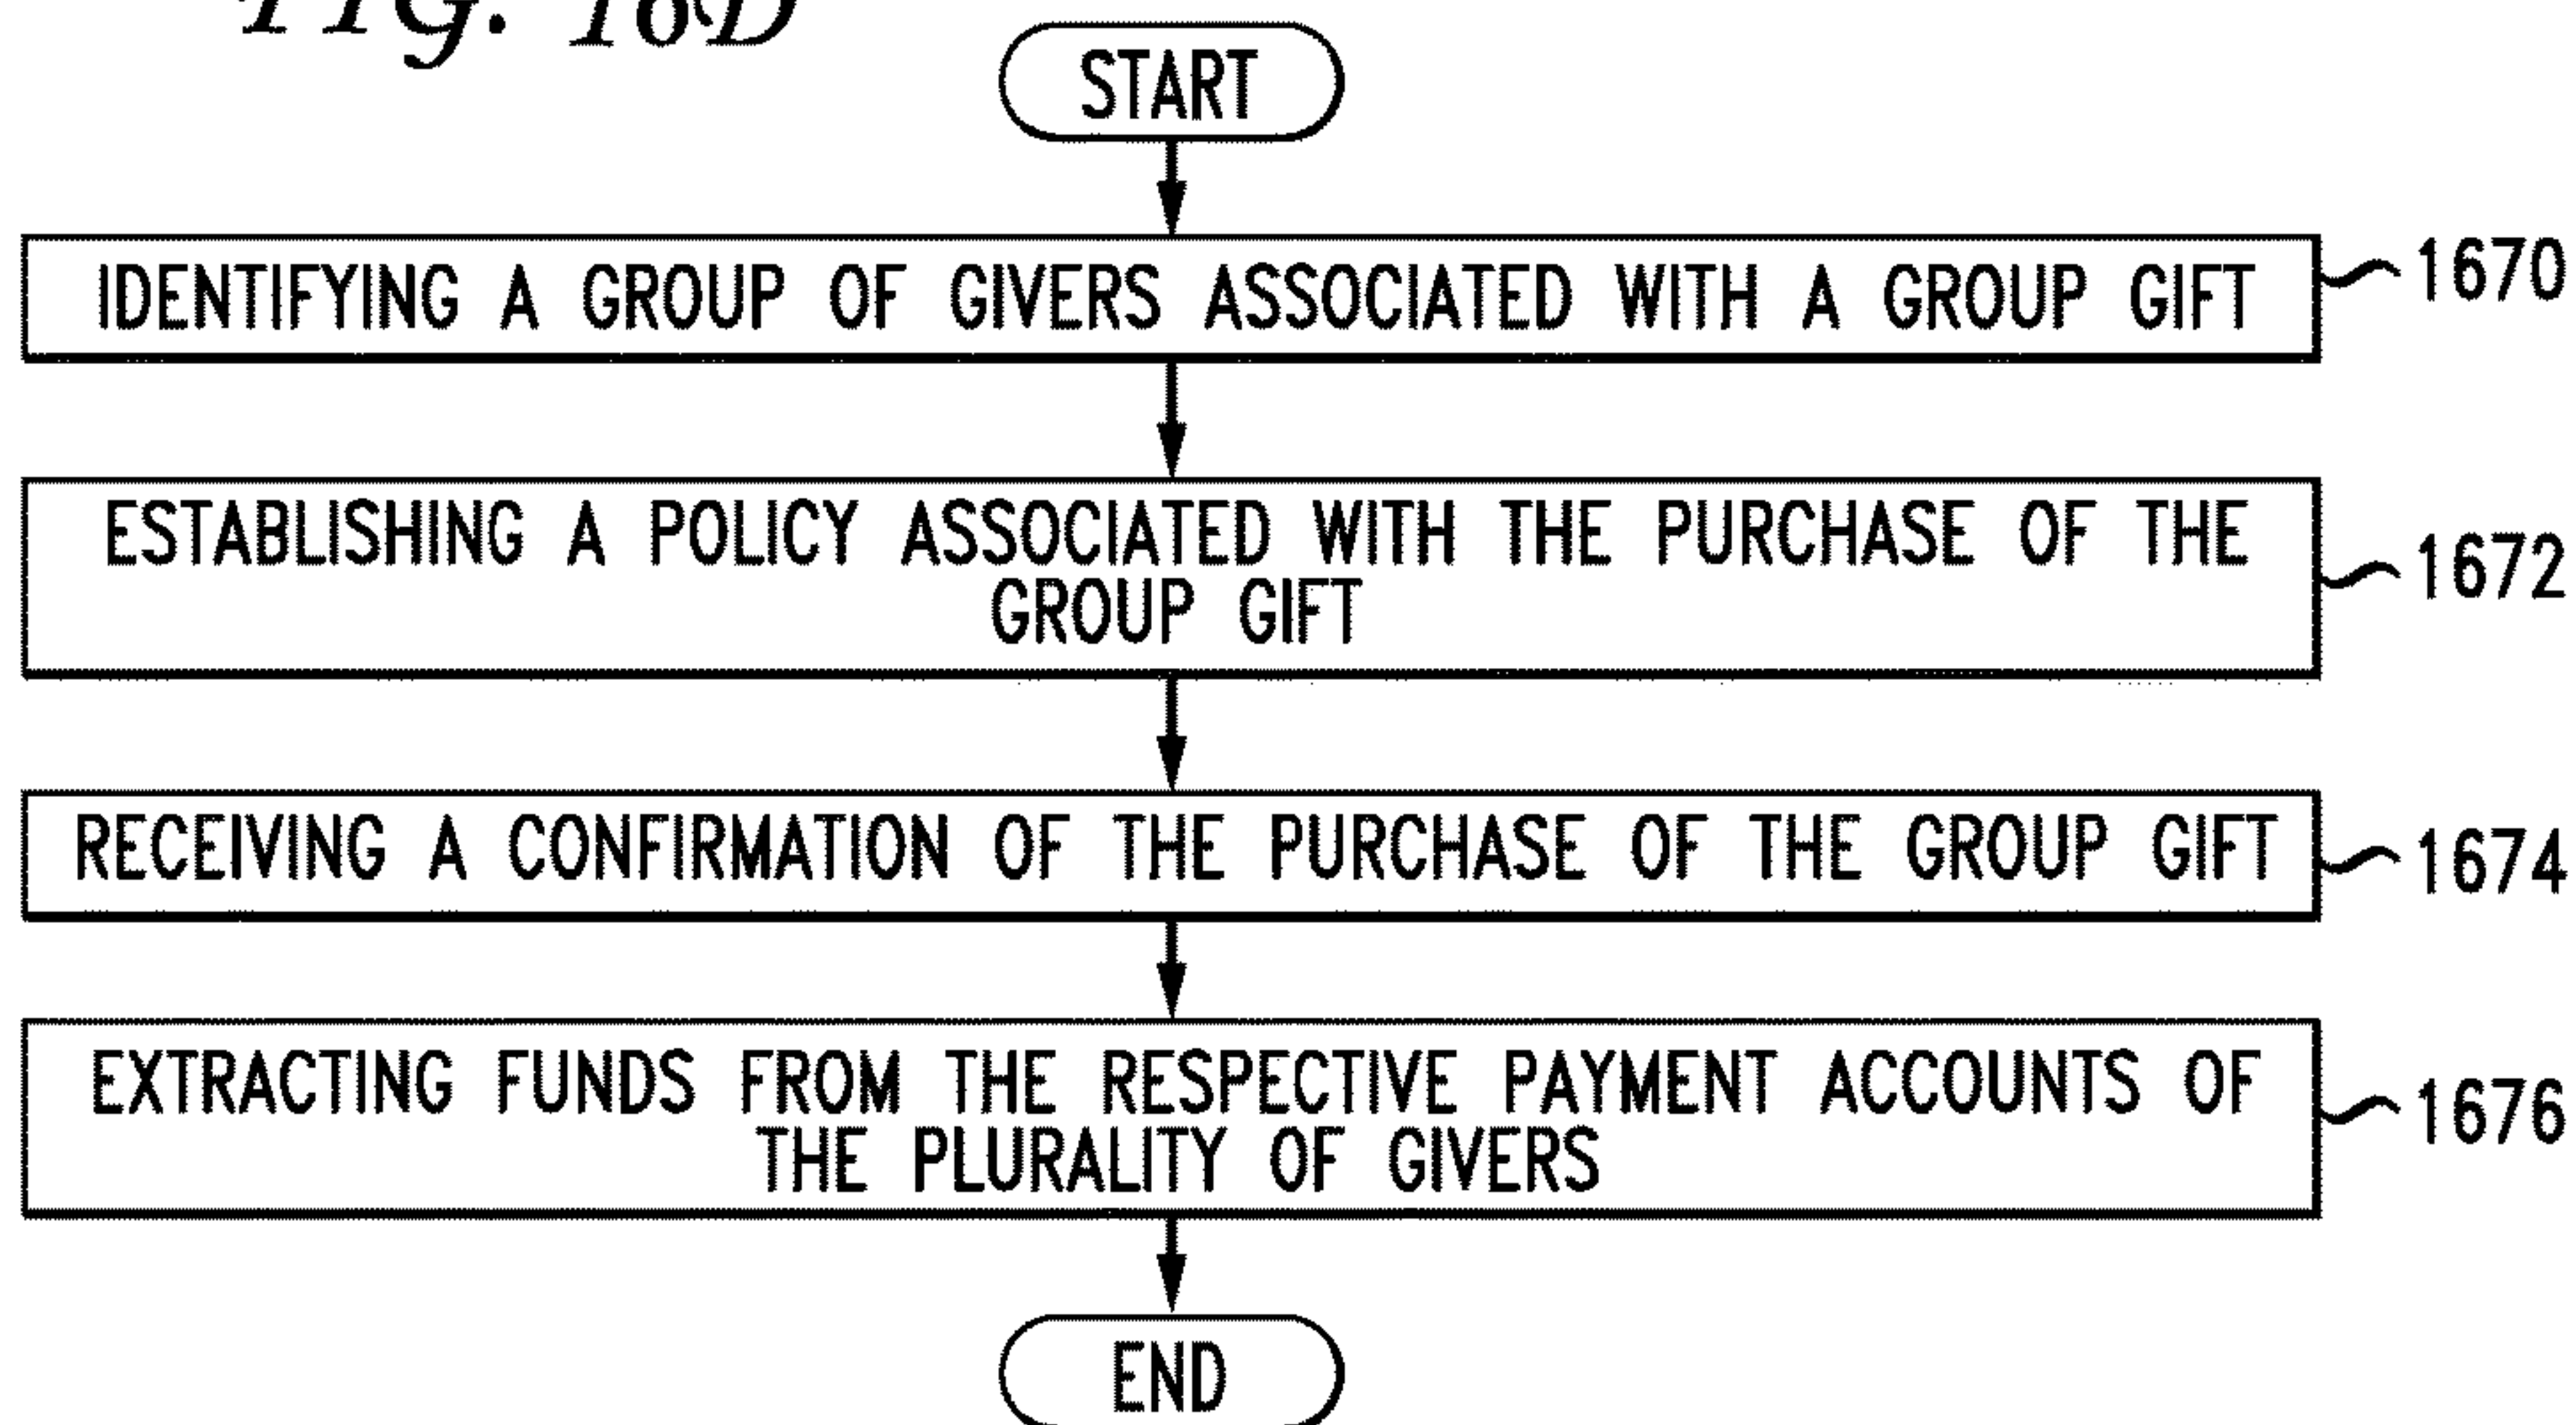 FIG. 16D
START
IDENTIFYING A GROUP OF GIVERS ASSOCIATED WITH A GROUP GIFT
1670
ESTABLISHING A POLICY ASSOCIATED WITH THE PURCHASE OF THE
GROUP GIFT
1672
RECEIVING A CONFIRMATION OF THE PURCHASE OF THE GROUP GIFT
1674
EXTRACTING FUNDS FROM THE RESPECTIVE PAYMENT ACCOUNTS OF
THE PLURALITY OF GIVERS
1676
END